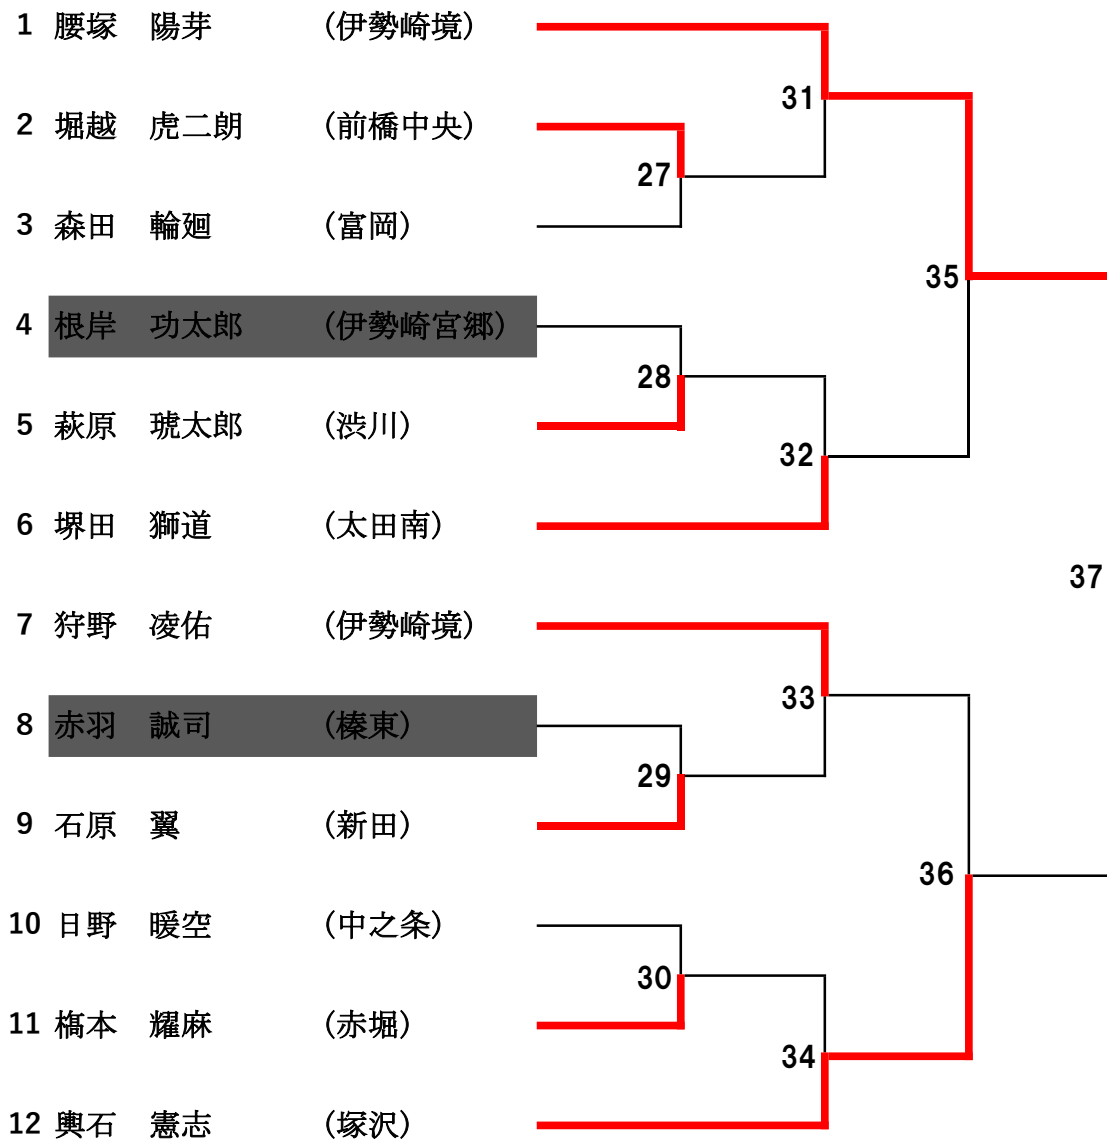 1 腰塚 陽芽 (伊勢崎境)
31
2 堀越 虎二朗 (前橋中央)
27
3 森田 輪廻 (富岡)
35
4 根岸 功太郎 (伊勢崎宮郷)
28
5 萩原 琥太郎 (渋川)
32
6 堺田 獅道 (太田南)
37
7 狩野 凌佑 (伊勢崎境)
33
8 赤羽 誠司 (榛東)
29
9 石原 翼 (新田)
36
10 日野 暖空 (中之条)
30
11 槗本 耀麻 (赤堀)
34
12 輿石 憲志 (塚沢)